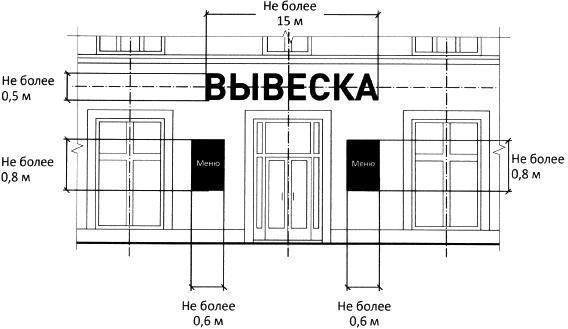 Не более
15 м
Не более
0,5 м
ВЫВЕСКА
Не более
0,8 м
Меню
Меню
Не более
0,8 м
Не более
0,6 м
Не более
0,6 м